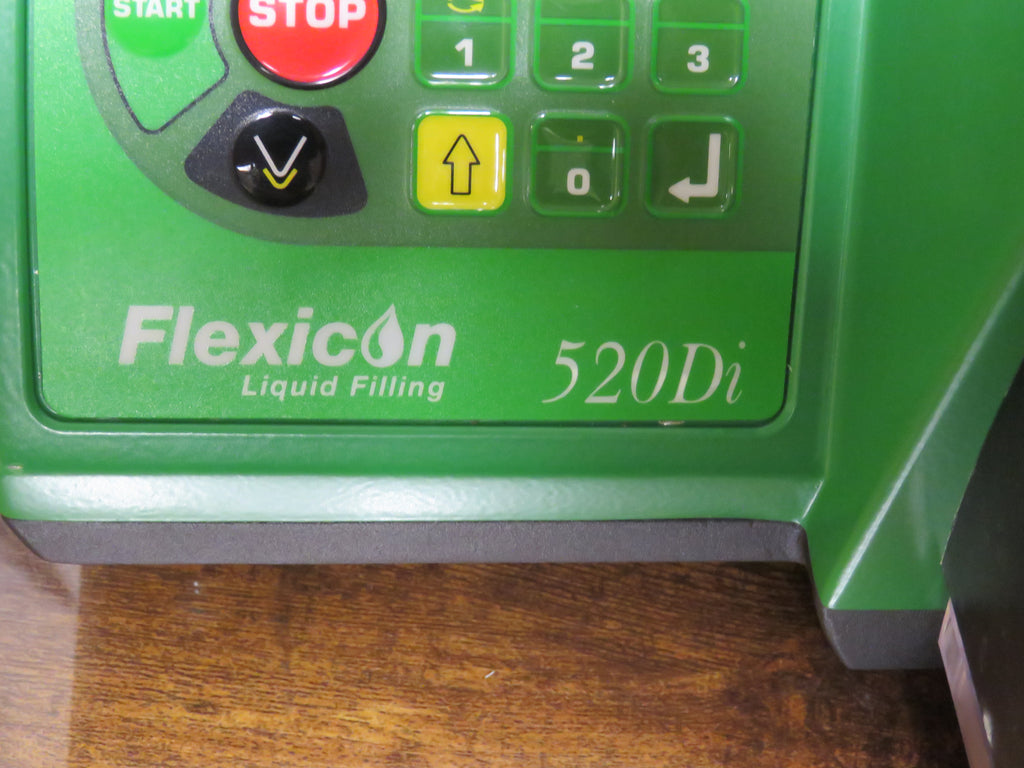 START
STOP
1
2
3
0
Flexicon
Liquid Filling
520Di